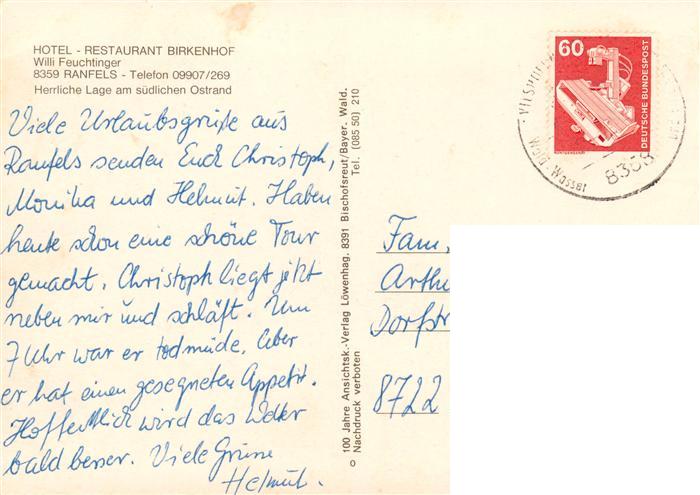 HOTEL - RESTAURANT BIRKENHOF
Willi Feuchtinger
8359 RANFELS - Telefon 09907/269
Herrliche Lage am südlichen Ostrand
Viele Urlaubsgrüße aus
Ranfels senden Euch Christoph,
Monika und Helmut. Haben
heute schon eine schöne Tour
gemacht. Christoph liegt jetzt
neben mir und schläft. Um
7 Uhr war er todmüde. Aber
er hat einen gesegneten Appetit.
Hoffentlich wird das Wetter
bald besser. Viele Grüsse
Helmut.
100 Jahre Ansichtsk.-Verlag Löwenhag. 8391 Bischofsreut/Bayer. Wald.
Nachdruck verboten
Tel. (085 50) 210
60
DEUTSCHE BUNDESPOST
8358
Fam.
Arthu
Dorfstr
8722